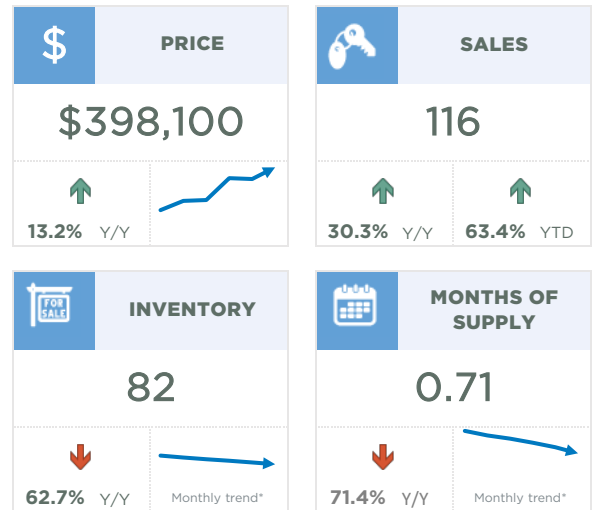 $
PRICE
$398,100
13.2% Y/Y
SALES
116
30.3% Y/Y
63.4% YTD
FOR
SALE
INVENTORY
82
62.7% Y/Y
Monthly trend*
MONTHS OF
SUPPLY
0.71
71.4% Y/Y
Monthly trend*